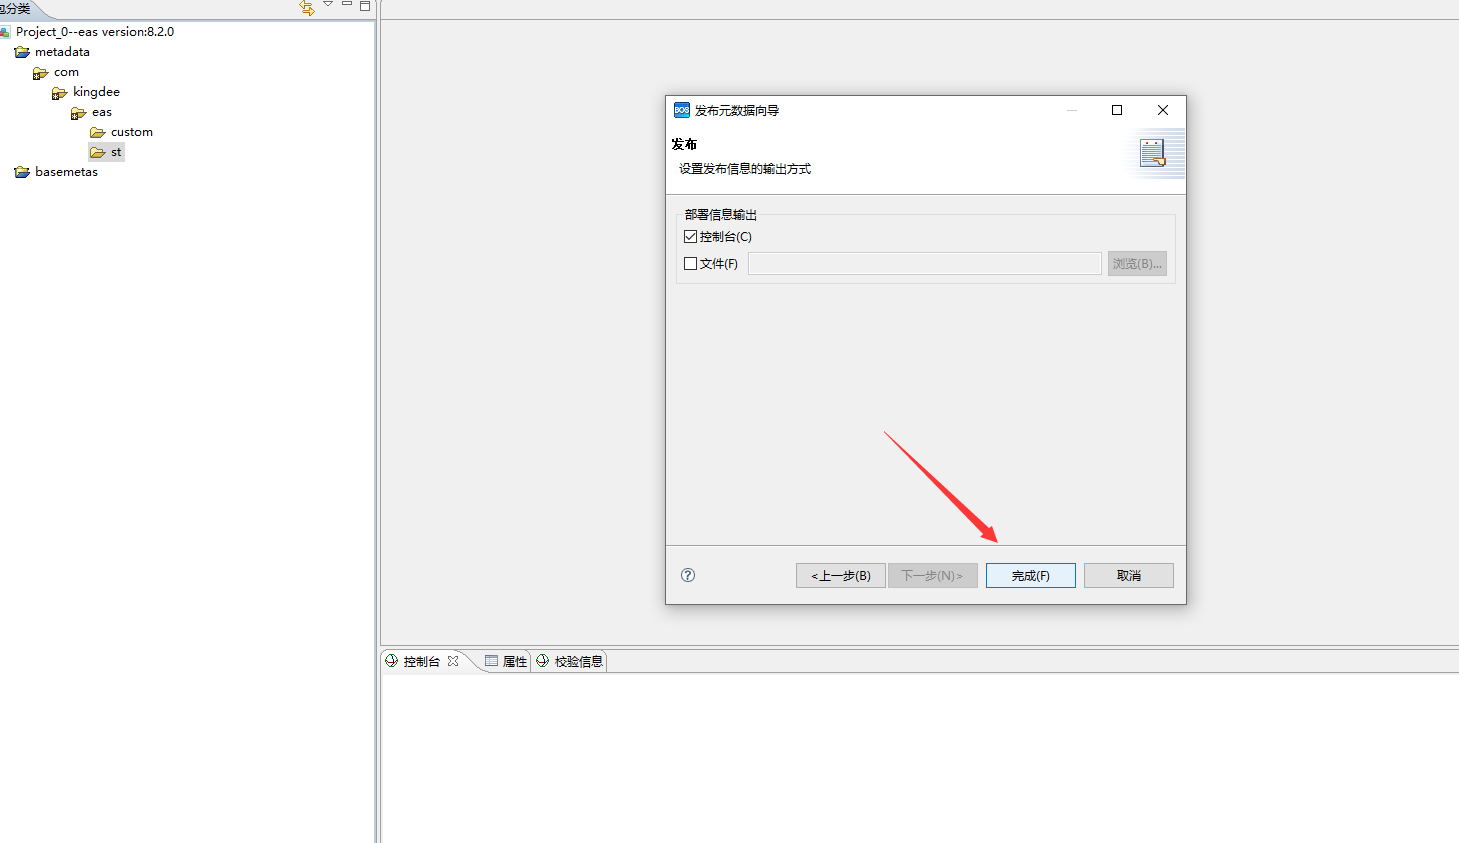 包分类
Project_0--eas version:8.2.0
metadata
com
kingdee
eas
custom
st
basemetas
BOS 发布元数据向导
发布
设置发布信息的输出方式
部署信息输出
控制台(C)
文件(F) 浏览(B)...
<上一步(B) 下一步(N)> 完成(F) 取消
控制台 属性 校验信息